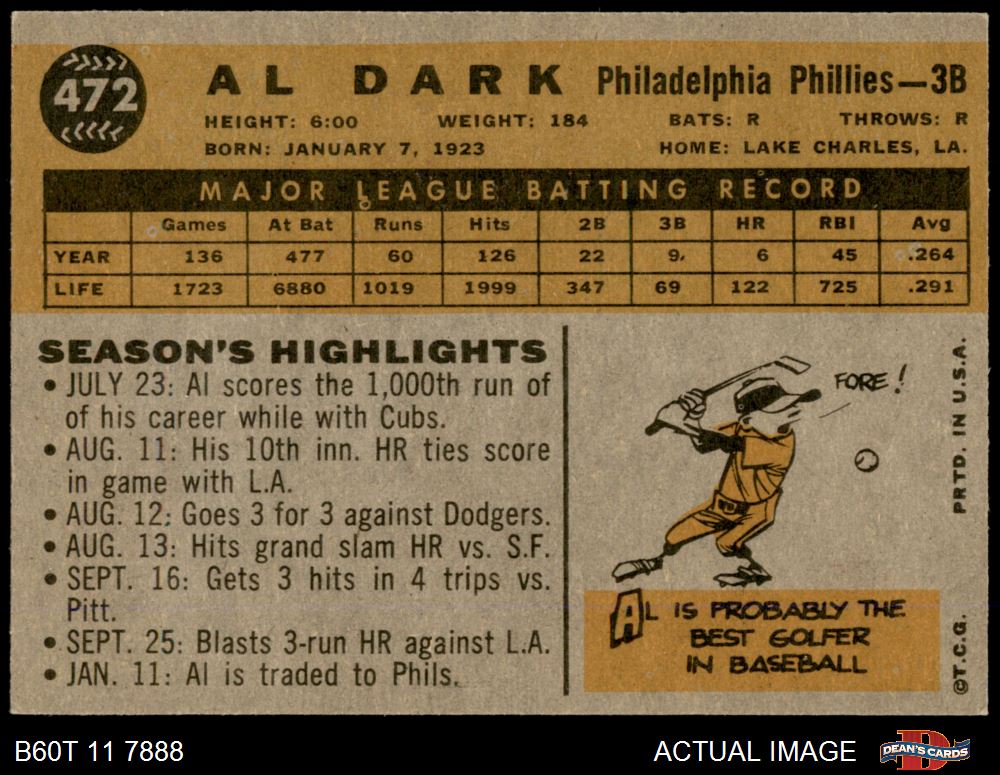 472
AL DARK Philadelphia Phillies—3B
HEIGHT: 6:00 WEIGHT: 184 BATS: R THROWS: R
BORN: JANUARY 7, 1923 HOME: LAKE CHARLES, LA.
MAJOR LEAGUE BATTING RECORD
Games At Bat Runs Hits 2B 3B HR RBI Avg
YEAR 136 477 60 126 22 9 6 45 .264
LIFE 1723 6880 1019 1999 347 69 122 725 .291
SEASON'S HIGHLIGHTS
• JULY 23: Al scores the 1,000th run of
of his career while with Cubs.
• AUG. 11: His 10th inn. HR ties score
in game with L.A.
• AUG. 12: Goes 3 for 3 against Dodgers.
• AUG. 13: Hits grand slam HR vs. S.F.
• SEPT. 16: Gets 3 hits in 4 trips vs.
Pitt.
• SEPT. 25: Blasts 3-run HR against L.A.
• JAN. 11: Al is traded to Phils.
FORE!
AL IS PROBABLY THE
BEST GOLFER
IN BASEBALL
PRTD. IN U.S.A.
©T.C.G.
B60T 11 7888 ACTUAL IMAGE
DEAN'S CARDS